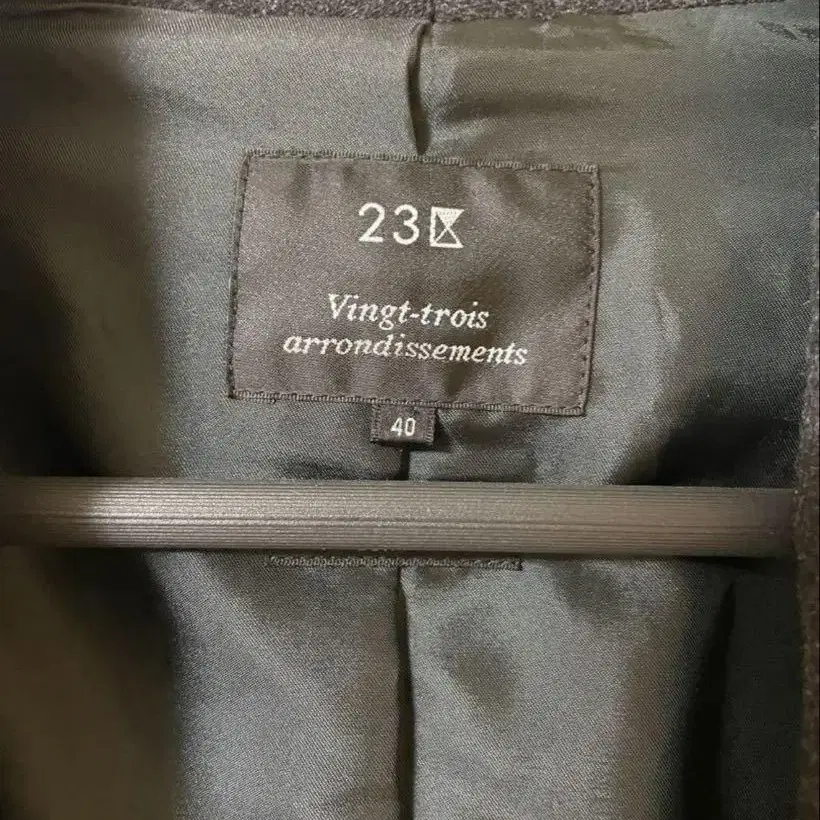 23区
Vingt-trois
arrondissements
40